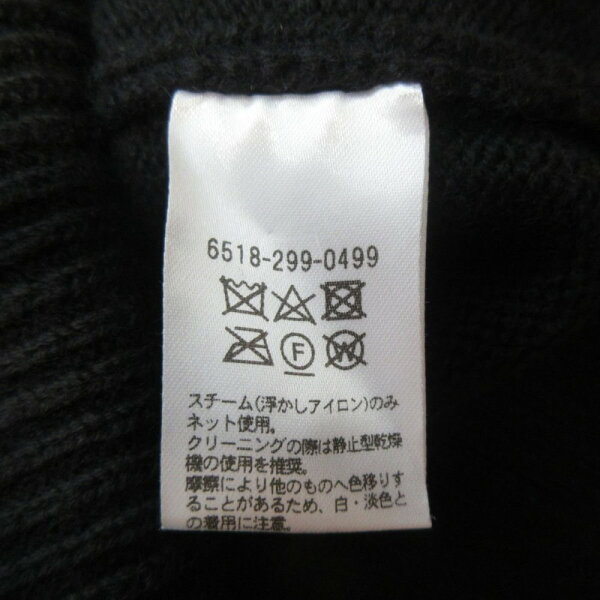 6518-299-0499
F W
スチーム(浮かしアイロン)のみ
ネット使用。
クリーニングの際は静止型乾燥
機の使用を推奨。
摩擦により他のものへ色移りす
ることがあるため、白・淡色と
の着用に注意。